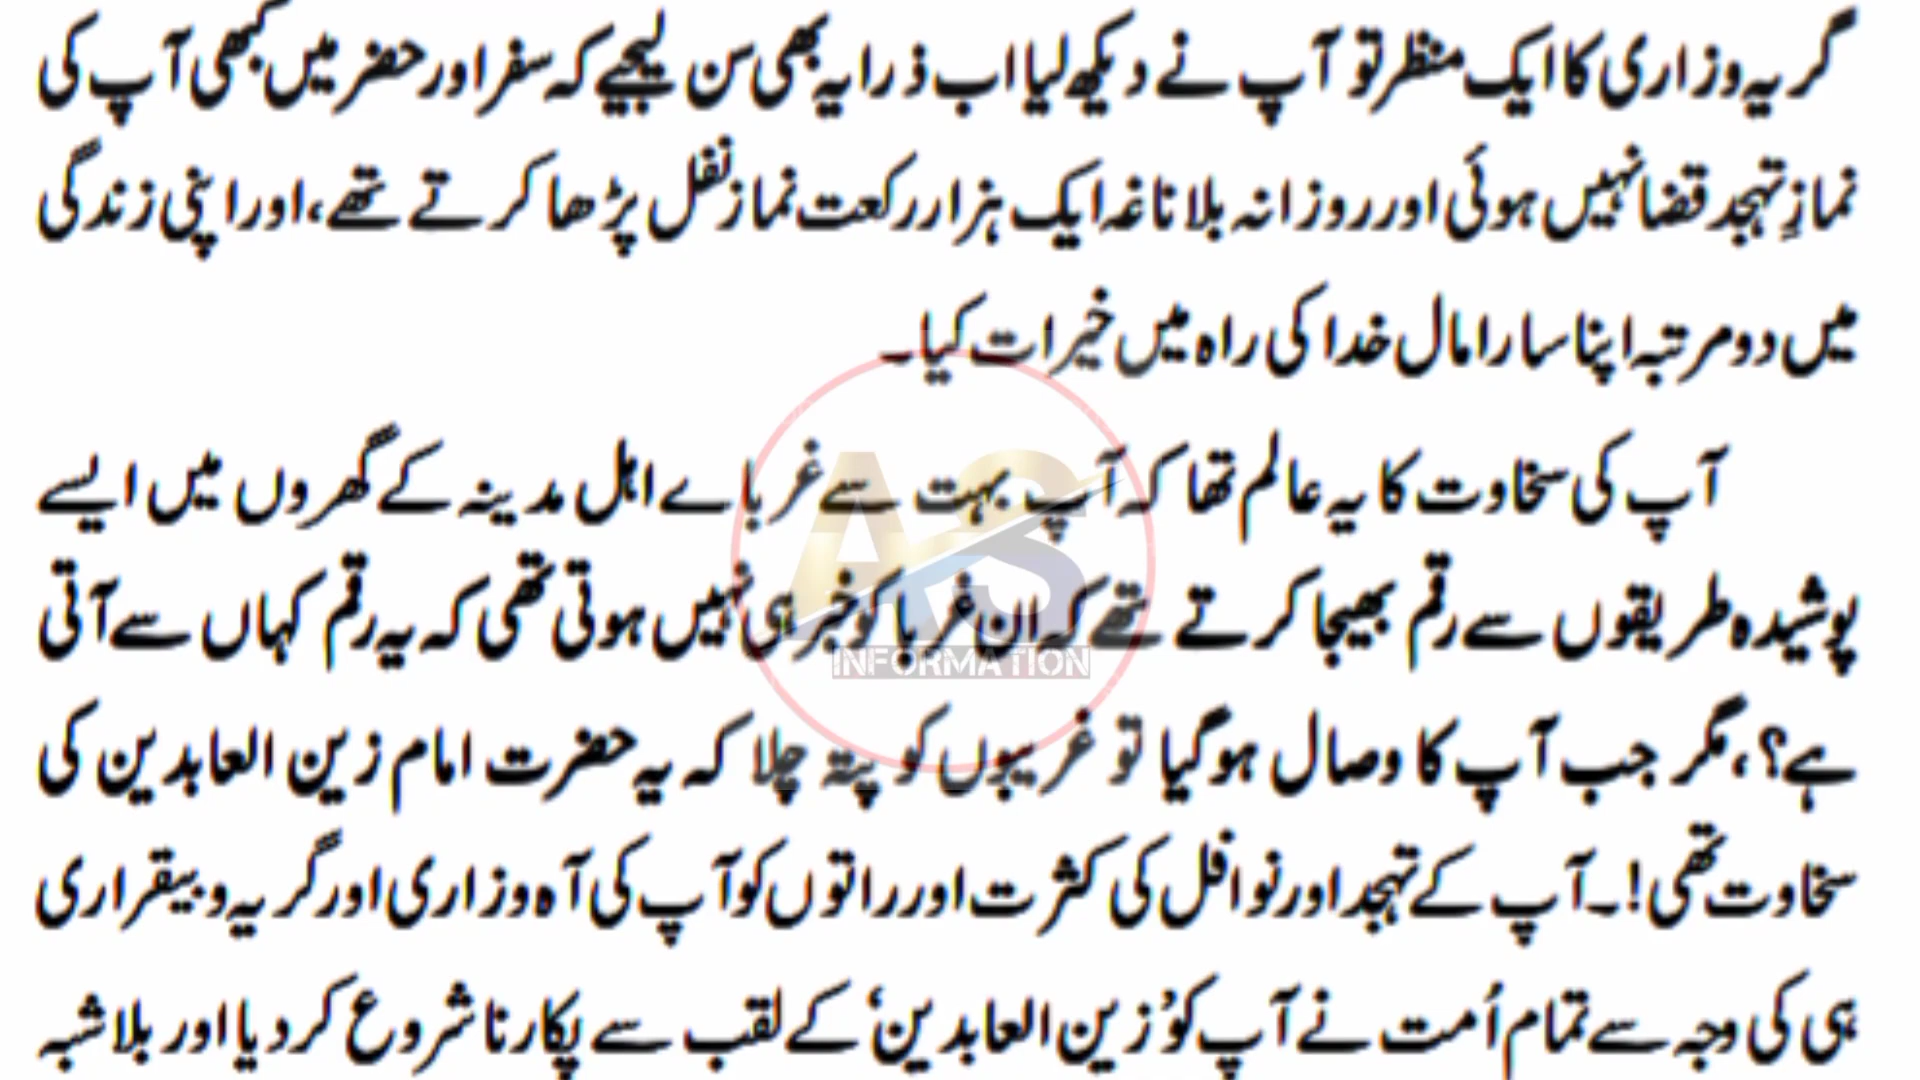 گریہ وزاری کا ایک منظر تو آپ نے دیکھ لیا اب ذرا یہ بھی سن لیجیے کہ سفر اور حضر میں کبھی آپ کی
نمازِ تہجد قضا نہیں ہوئی اور روزانہ بلا ناغہ ایک ہزار رکعت نماز نفل پڑھا کرتے تھے، اور اپنی زندگی
میں دو مرتبہ اپنا سارا مال خدا کی راہ میں خیرات کیا۔
آپ کی سخاوت کا یہ عالم تھا کہ آپ بہت سے غرباے اہل مدینہ کے گھروں میں ایسے
پوشیدہ طریقوں سے رقم بھیجا کرتے تھے کہ ان غربا کو خبر ہی نہیں ہوتی تھی کہ یہ رقم کہاں سے آتی
ہے؟، مگر جب آپ کا وصال ہوگیا تو غریبوں کو پتہ چلا کہ یہ حضرت امام زین العابدین کی
سخاوت تھی!۔ آپ کے تہجد اور نوافل کی کثرت اور راتوں کو آپ کی آہ وزاری اور گریہ و بیقراری
ہی کی وجہ سے تمام اُمت نے آپ کو ’زین العابدین‘ کے لقب سے پکارنا شروع کردیا اور بلا شبہ
AS
INFORMATION